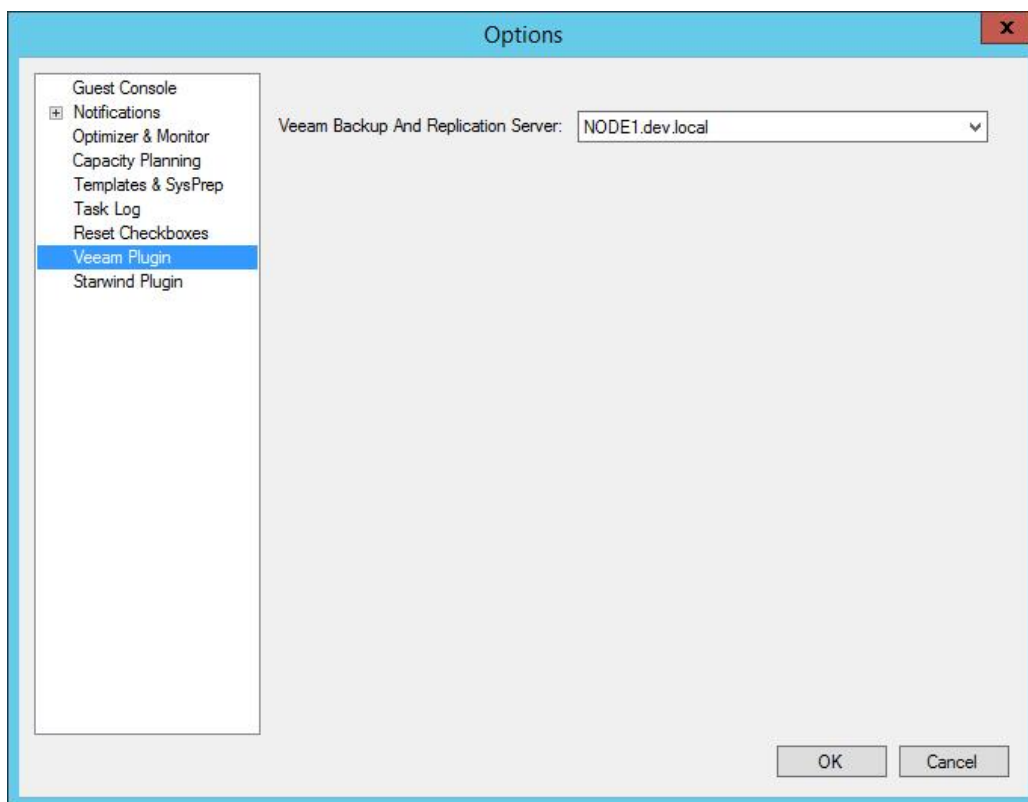 Options
x
Guest Console
Notifications
Optimizer & Monitor
Capacity Planning
Templates & SysPrep
Task Log
Reset Checkboxes
Veeam Plugin
Starwind Plugin
Veeam Backup And Replication Server: NODE1.dev.local
OK Cancel